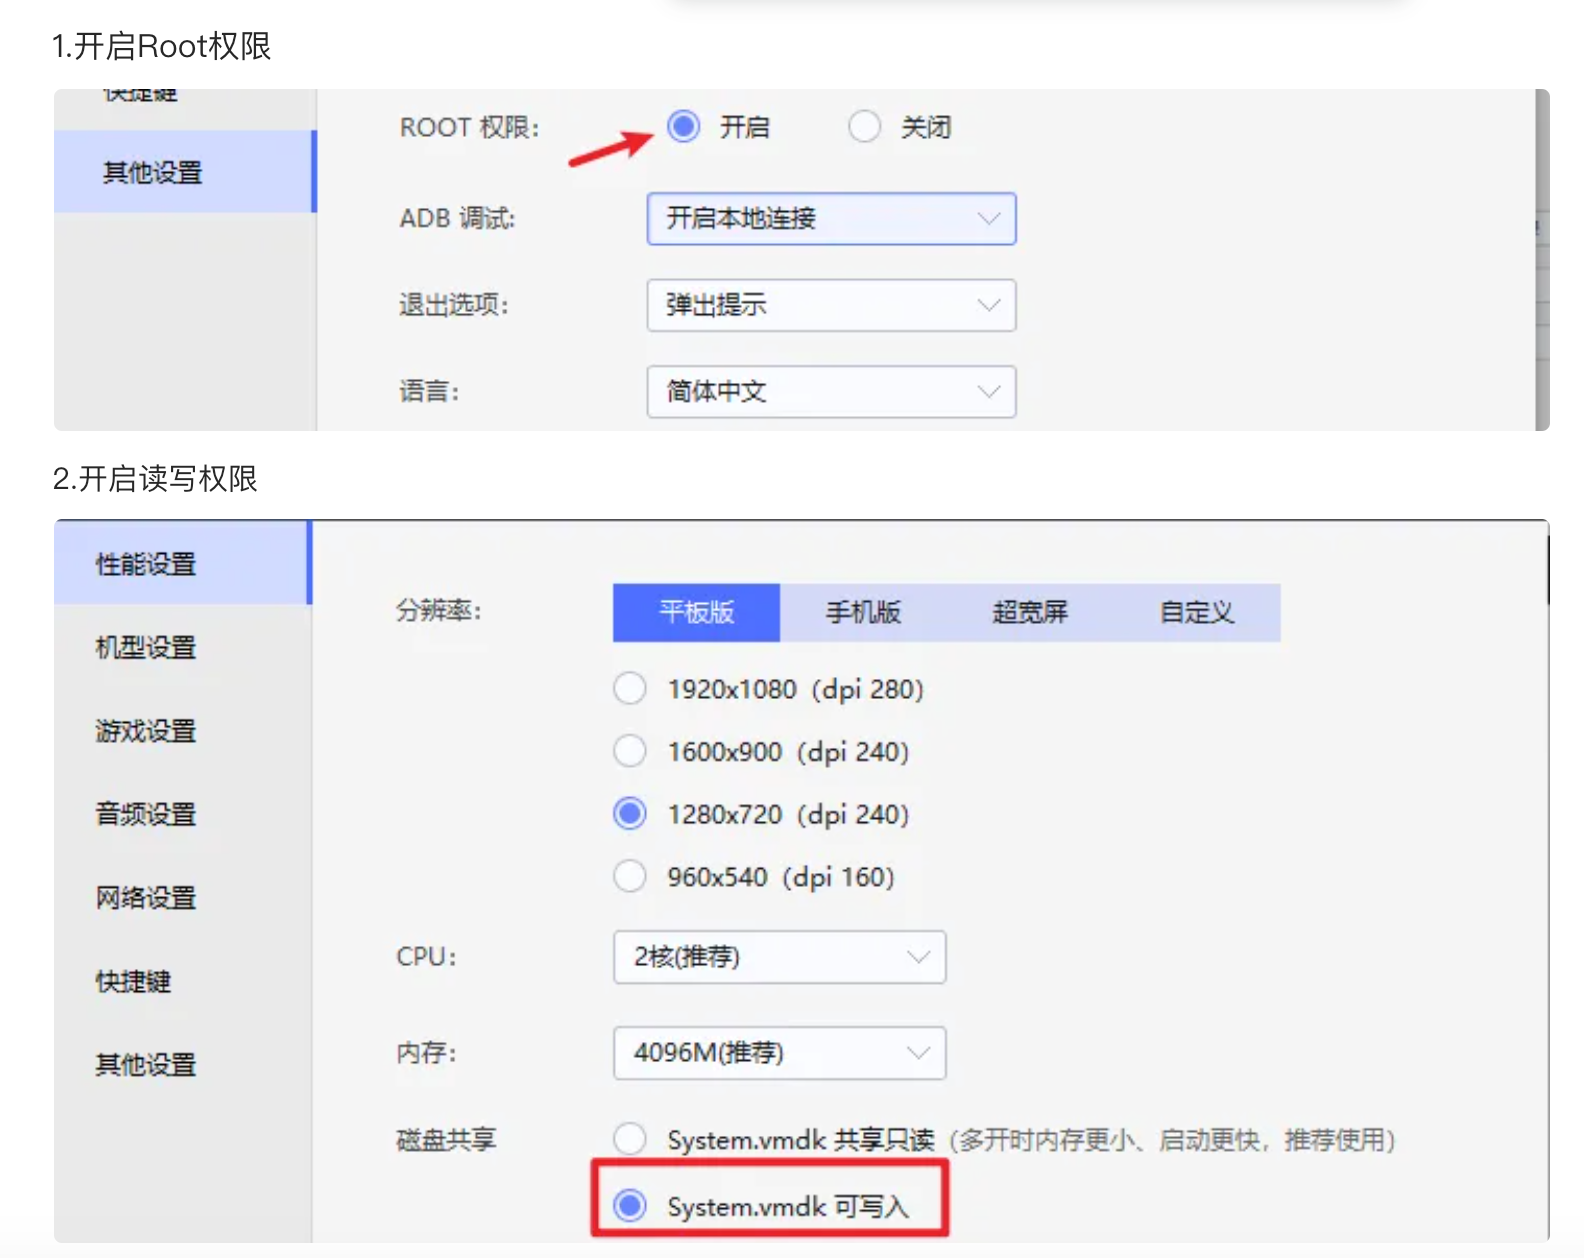 1.开启Root权限
快捷键
其他设置
ROOT 权限: 开启 关闭
ADB 调试: 开启本地连接
退出选项: 弹出提示
语言: 简体中文
2.开启读写权限
性能设置
机型设置
游戏设置
音频设置
网络设置
快捷键
其他设置
分辨率: 平板版 手机版 超宽屏 自定义
1920x1080 (dpi 280)
1600x900 (dpi 240)
1280x720 (dpi 240)
960x540 (dpi 160)
CPU: 2核(推荐)
内存: 4096M(推荐)
磁盘共享 System.vmdk 共享只读 (多开时内存更小、启动更快，推荐使用)
System.vmdk 可写入